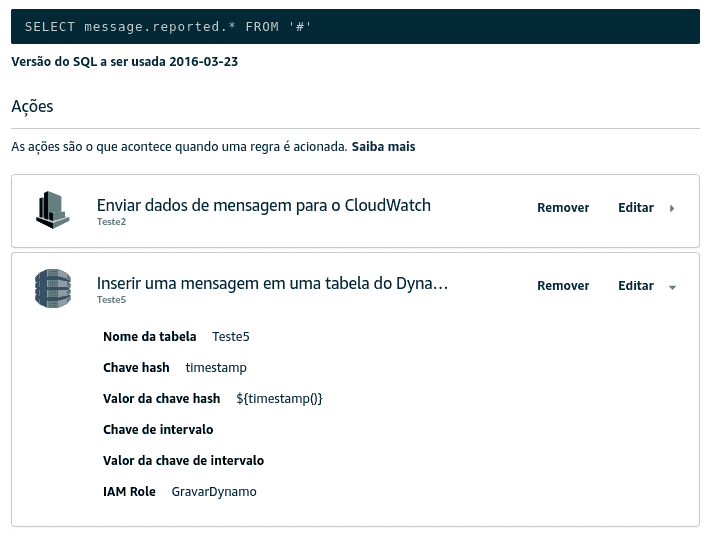 SELECT message.reported.* FROM '#'
Versão do SQL a ser usada 2016-03-23
Ações
As ações são o que acontece quando uma regra é acionada. Saiba mais
Enviar dados de mensagem para o CloudWatch
Teste2
Remover Editar
Inserir uma mensagem em uma tabela do Dyna...
Teste5
Remover Editar
Nome da tabela Teste5
Chave hash timestamp
Valor da chave hash ${timestamp()}
Chave de intervalo
Valor da chave de intervalo
IAM Role GravarDynamo